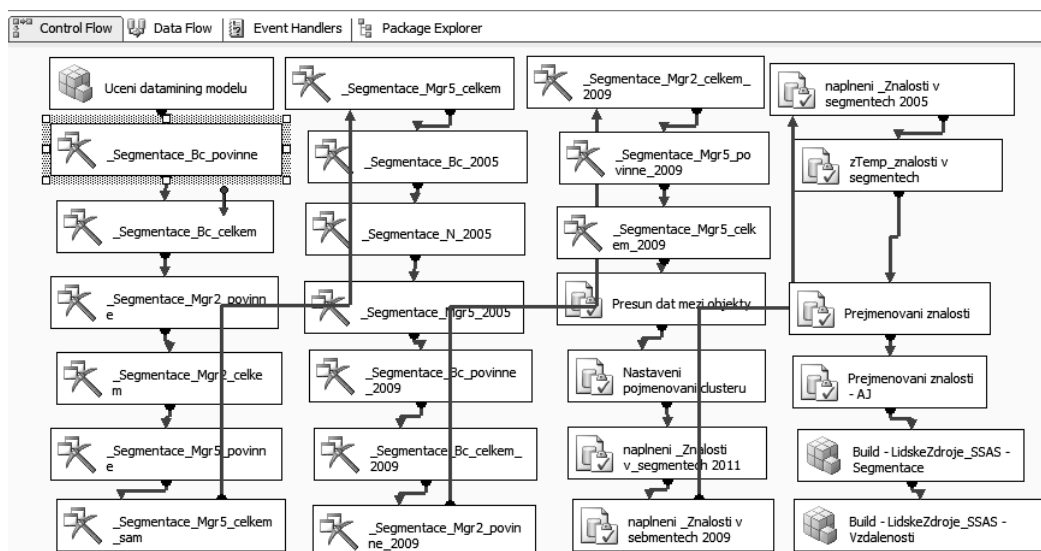 Control Flow
Data Flow
Event Handlers
Package Explorer
Uceni datamining modelu
_Segmentace_Bc_povinne
_Segmentace_Bc_celkem
_Segmentace_Mgr2_povinn
e
_Segmentace_Mgr2_celke
m
_Segmentace_Mgr5_povinn
e
_Segmentace_Mgr5_celkem
_sam
_Segmentace_Mgr5_celkem
_Segmentace_Bc_2005
_Segmentace_N_2005
_Segmentace_Mgr5_2005
_Segmentace_Bc_povinne
_2009
_Segmentace_Bc_celkem_
2009
_Segmentace_Mgr2_povin
ne_2009
_Segmentace_Mgr2_celkem_
2009
_Segmentace_Mgr5_po
vinne_2009
_Segmentace_Mgr5_celk
em_2009
Presun dat mezi objekty
Nastaveni
pojmenovani clusteru
naplneni _Znalosti
v_segmentech 2011
naplneni _Znalosti v
sebmentech 2009
naplneni _Znalosti v
segmentech 2005
zTemp_znalosti v
segmentech
Prejmenovani znalosti
Prejmenovani znalosti
- AJ
Build - LidskeZdroje_SSAS -
Segmentace
Build - LidskeZdroje_SSAS -
Vzdalenosti